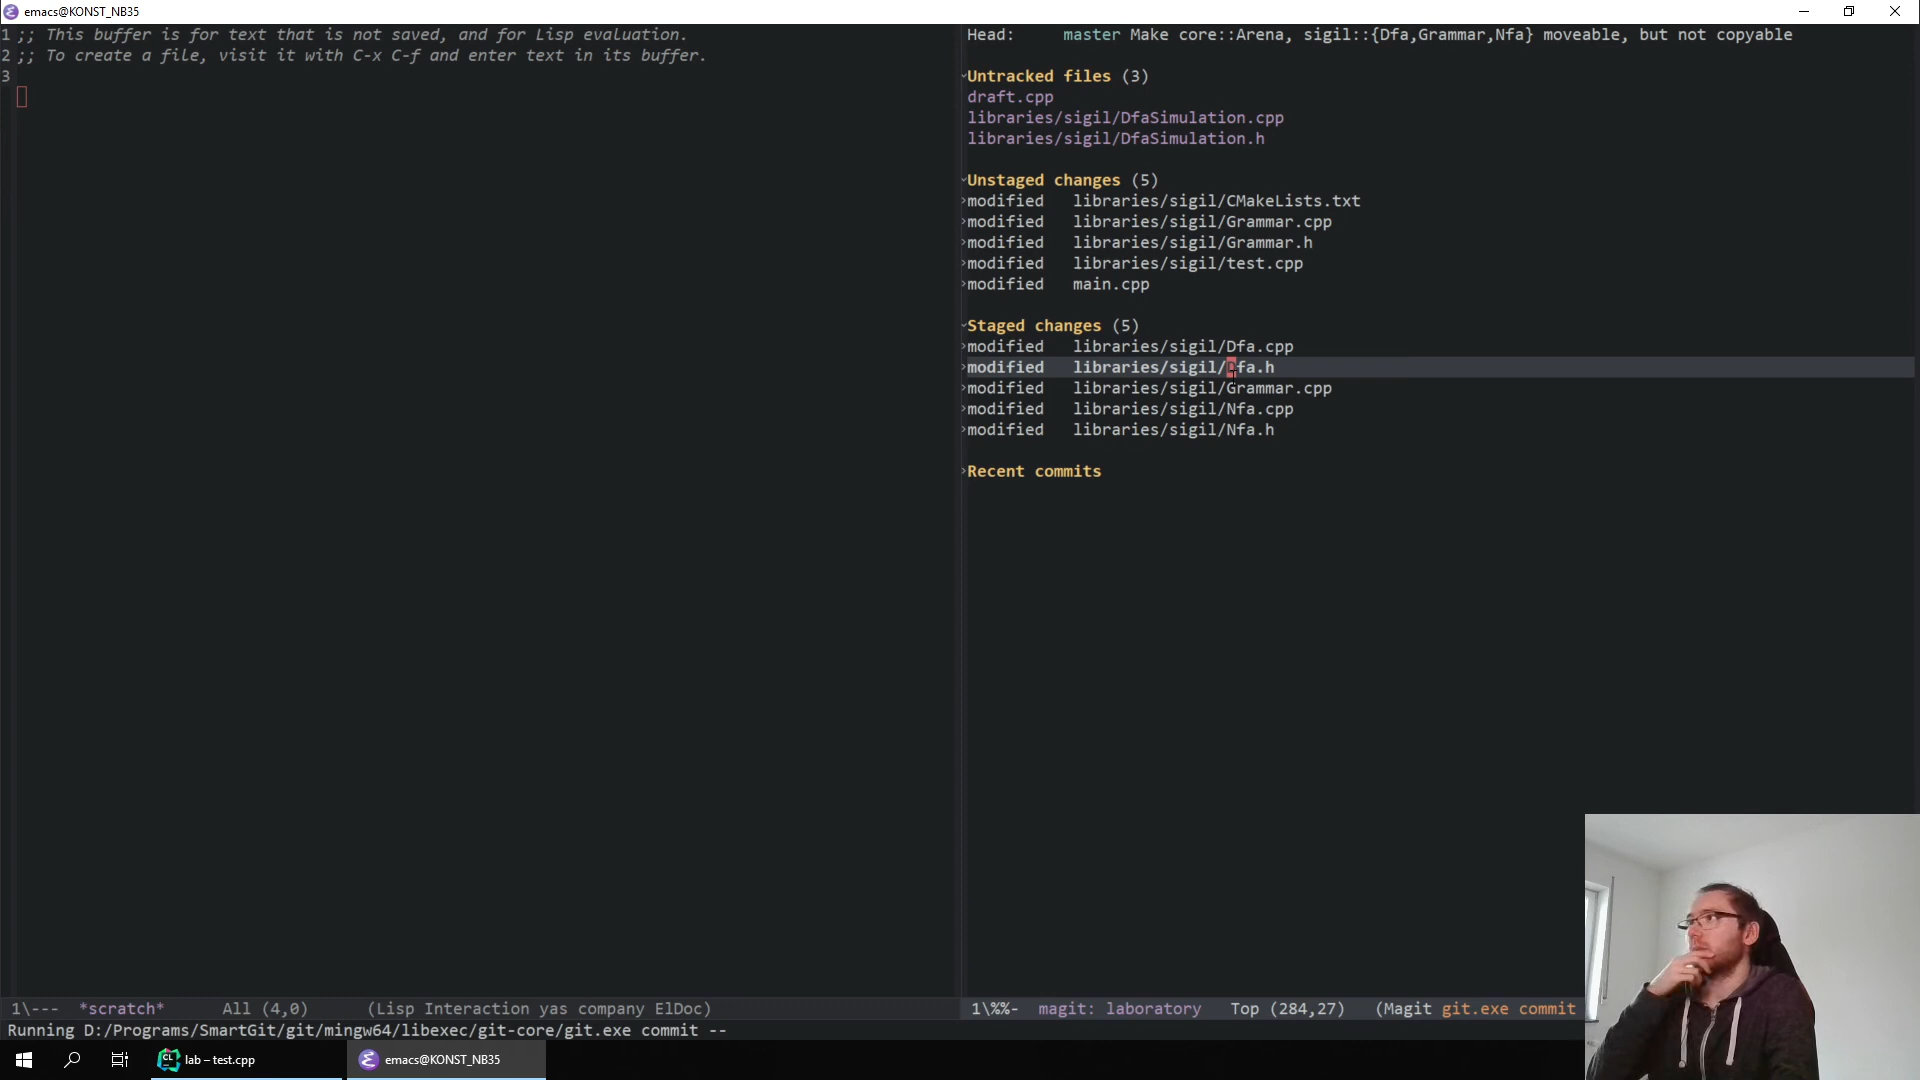 emacs@KONST_NB35
1 ;; This buffer is for text that is not saved, and for Lisp evaluation.
2 ;; To create a file, visit it with C-x C-f and enter text in its buffer.
3
Head: master Make core::Arena, sigil::{Dfa,Grammar,Nfa} moveable, but not copyable
Untracked files (3)
draft.cpp
libraries/sigil/DfaSimulation.cpp
libraries/sigil/DfaSimulation.h
Unstaged changes (5)
modified libraries/sigil/CMakeLists.txt
modified libraries/sigil/Grammar.cpp
modified libraries/sigil/Grammar.h
modified libraries/sigil/test.cpp
modified main.cpp
Staged changes (5)
modified libraries/sigil/Dfa.cpp
modified libraries/sigil/Dfa.h
modified libraries/sigil/Grammar.cpp
modified libraries/sigil/Nfa.cpp
modified libraries/sigil/Nfa.h
Recent commits
1\--- *scratch* All (4,0) (Lisp Interaction yas company ElDoc)
1\%%- magit: laboratory Top (284,27) (Magit git.exe commit
Running D:/Programs/SmartGit/git/mingw64/libexec/git-core/git.exe commit --
lab – test.cpp
emacs@KONST_NB35